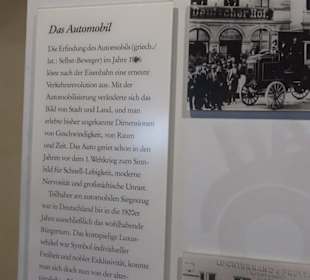 Deutscher Hof.
Das Automobil
Die Erfindung des Automobils (griech./
lat.: Selbst-Beweger) im Jahre
löste nach der Eisenbahn eine erneute
Verkehrsrevolution aus. Mit der
Automobilisierung veränderte sich das
Bild von Stadt und Land, und man
erlebte bisher ungekannte Dimensionen
von Geschwindigkeit, von Raum
und Zeit. Das Auto geriet schon in den
Jahren vor dem 1. Weltkrieg zum Sinn-
bild für Schnell-Lebigkeit, moderne
Nervosität und großstädtische Unrast.
Teilhaber am automobilen Siegeszug
war in Deutschland bis in die 1920er
Jahre ausschließlich das wohlhabende
Bürgertum. Das kostspielige Luxus-
vehikel war Symbol individueller
Freiheit und nobler Exklusivität, konnte
man sich doch nun von der